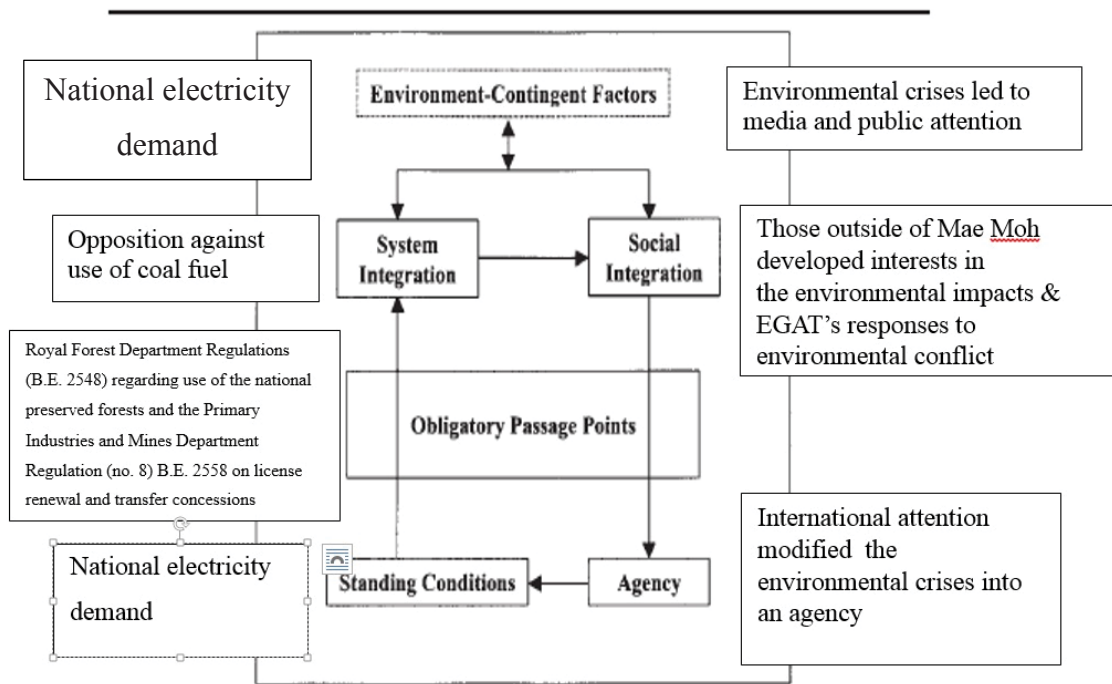 National electricity
demand
Opposition against
use of coal fuel
Royal Forest Department Regulations
(B.E. 2548) regarding use of the national
preserved forests and the Primary
Industries and Mines Department
Regulation (no. 8) B.E. 2558 on license
renewal and transfer concessions
National electricity
demand
Environment-Contingent Factors
System
Integration
Social
Integration
Obligatory Passage Points
Standing Conditions
Agency
Environmental crises led to
media and public attention
Those outside of Mae Moh
developed interests in
the environmental impacts &
EGAT’s responses to
environmental conflict
International attention
modified the
environmental crises into
an agency